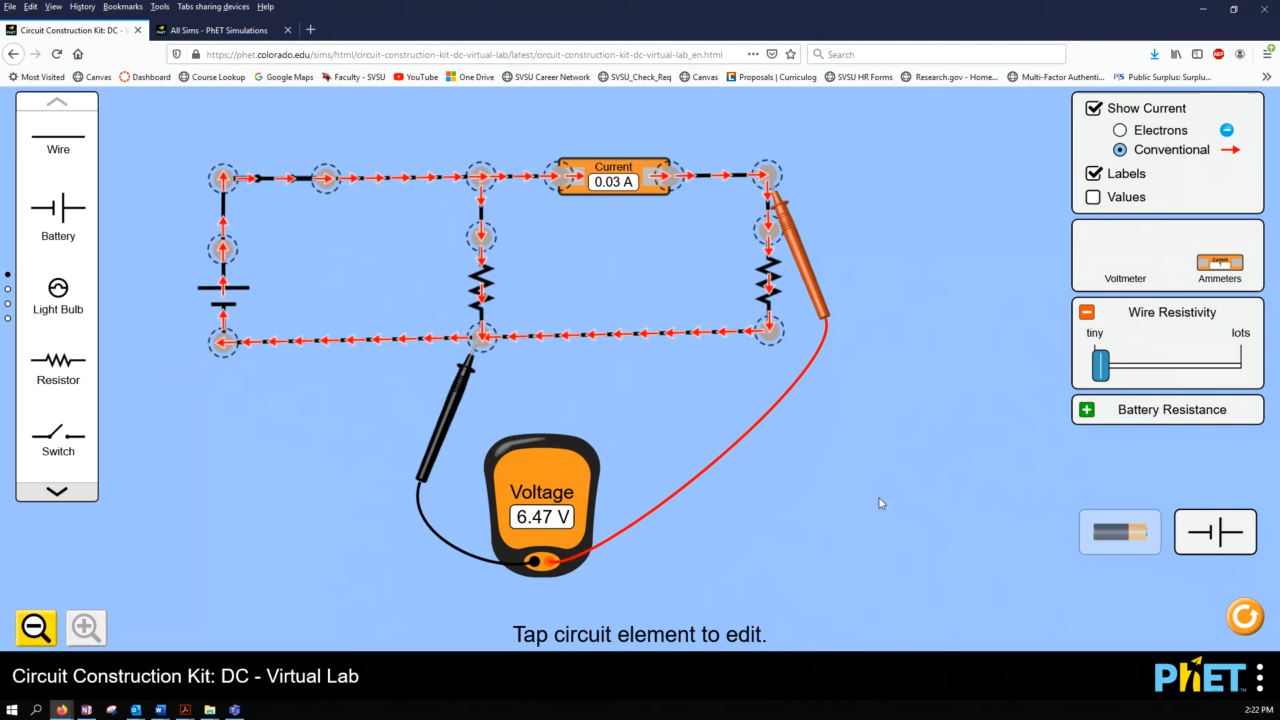 File Edit View History Bookmarks Tools Tabs sharing devices Help
Circuit Construction Kit: DC - V
All Sims - PhET Simulations
https://phet.colorado.edu/sims/html/circuit-construction-kit-dc-virtual-lab/latest/circuit-construction-kit-dc-virtual-lab_en.html
Search
Most Visited Canvas Dashboard Course Lookup Google Maps Faculty - SVSU YouTube One Drive SVSU Career Network SVSU_Check_Req Canvas Proposals | Curriculog SVSU HR Forms Research.gov - Home... Multi-Factor Authenti... Public Surplus: Surplu...
Wire
Battery
Light Bulb
Resistor
Switch
Current
0.03 A
Voltage
6.47 V
Show Current
Electrons
Conventional
Labels
Values
Current
?
Voltmeter Ammeters
Wire Resistivity
tiny lots
Battery Resistance
Tap circuit element to edit.
Circuit Construction Kit: DC - Virtual Lab
PhET
2:22 PM